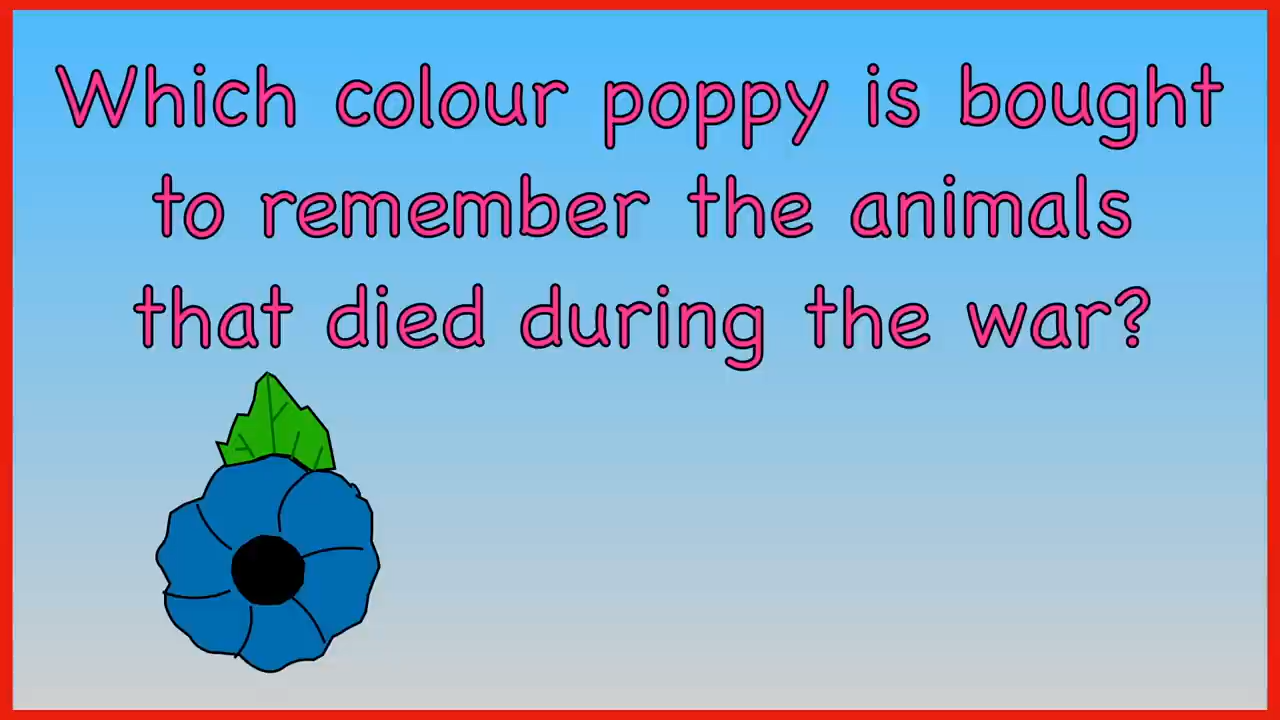 Which colour poppy is bought
to remember the animals
that died during the war?